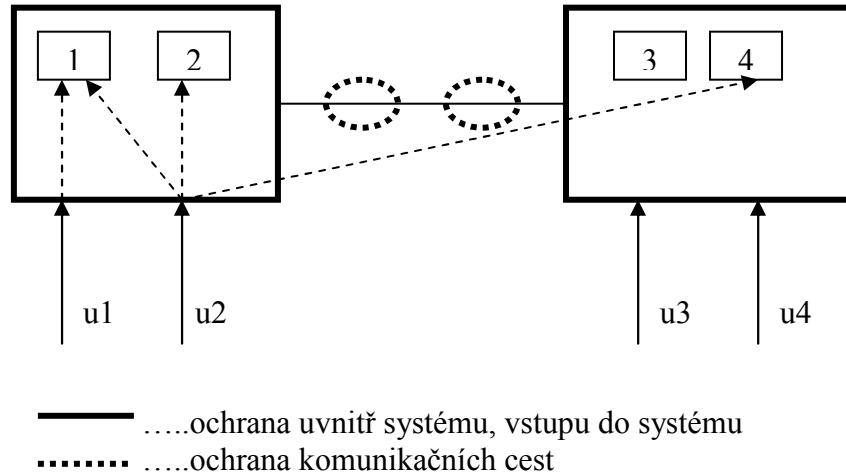 1 2 3 4
u1 u2 u3 u4
…..ochrana uvnitř systému, vstupu do systému
…..ochrana komunikačních cest